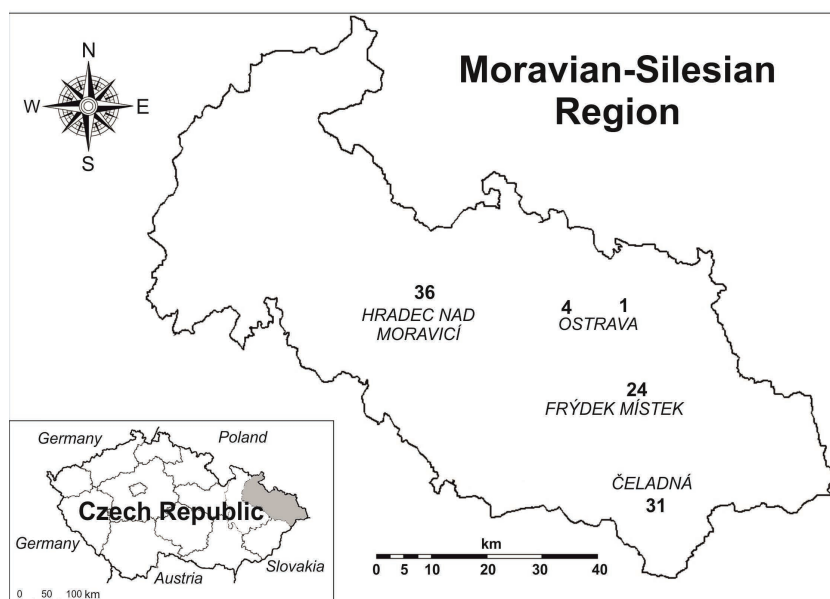 N
W E
S
Moravian-Silesian
Region
36
HRADEC NAD
MORAVICÍ
4 1
OSTRAVA
24
FRÝDEK MÍSTEK
ČELADNÁ
31
km
0 5 10 20 30 40
Germany Poland
Czech Republic
Germany
Austria
Slovakia
0 50 100 km